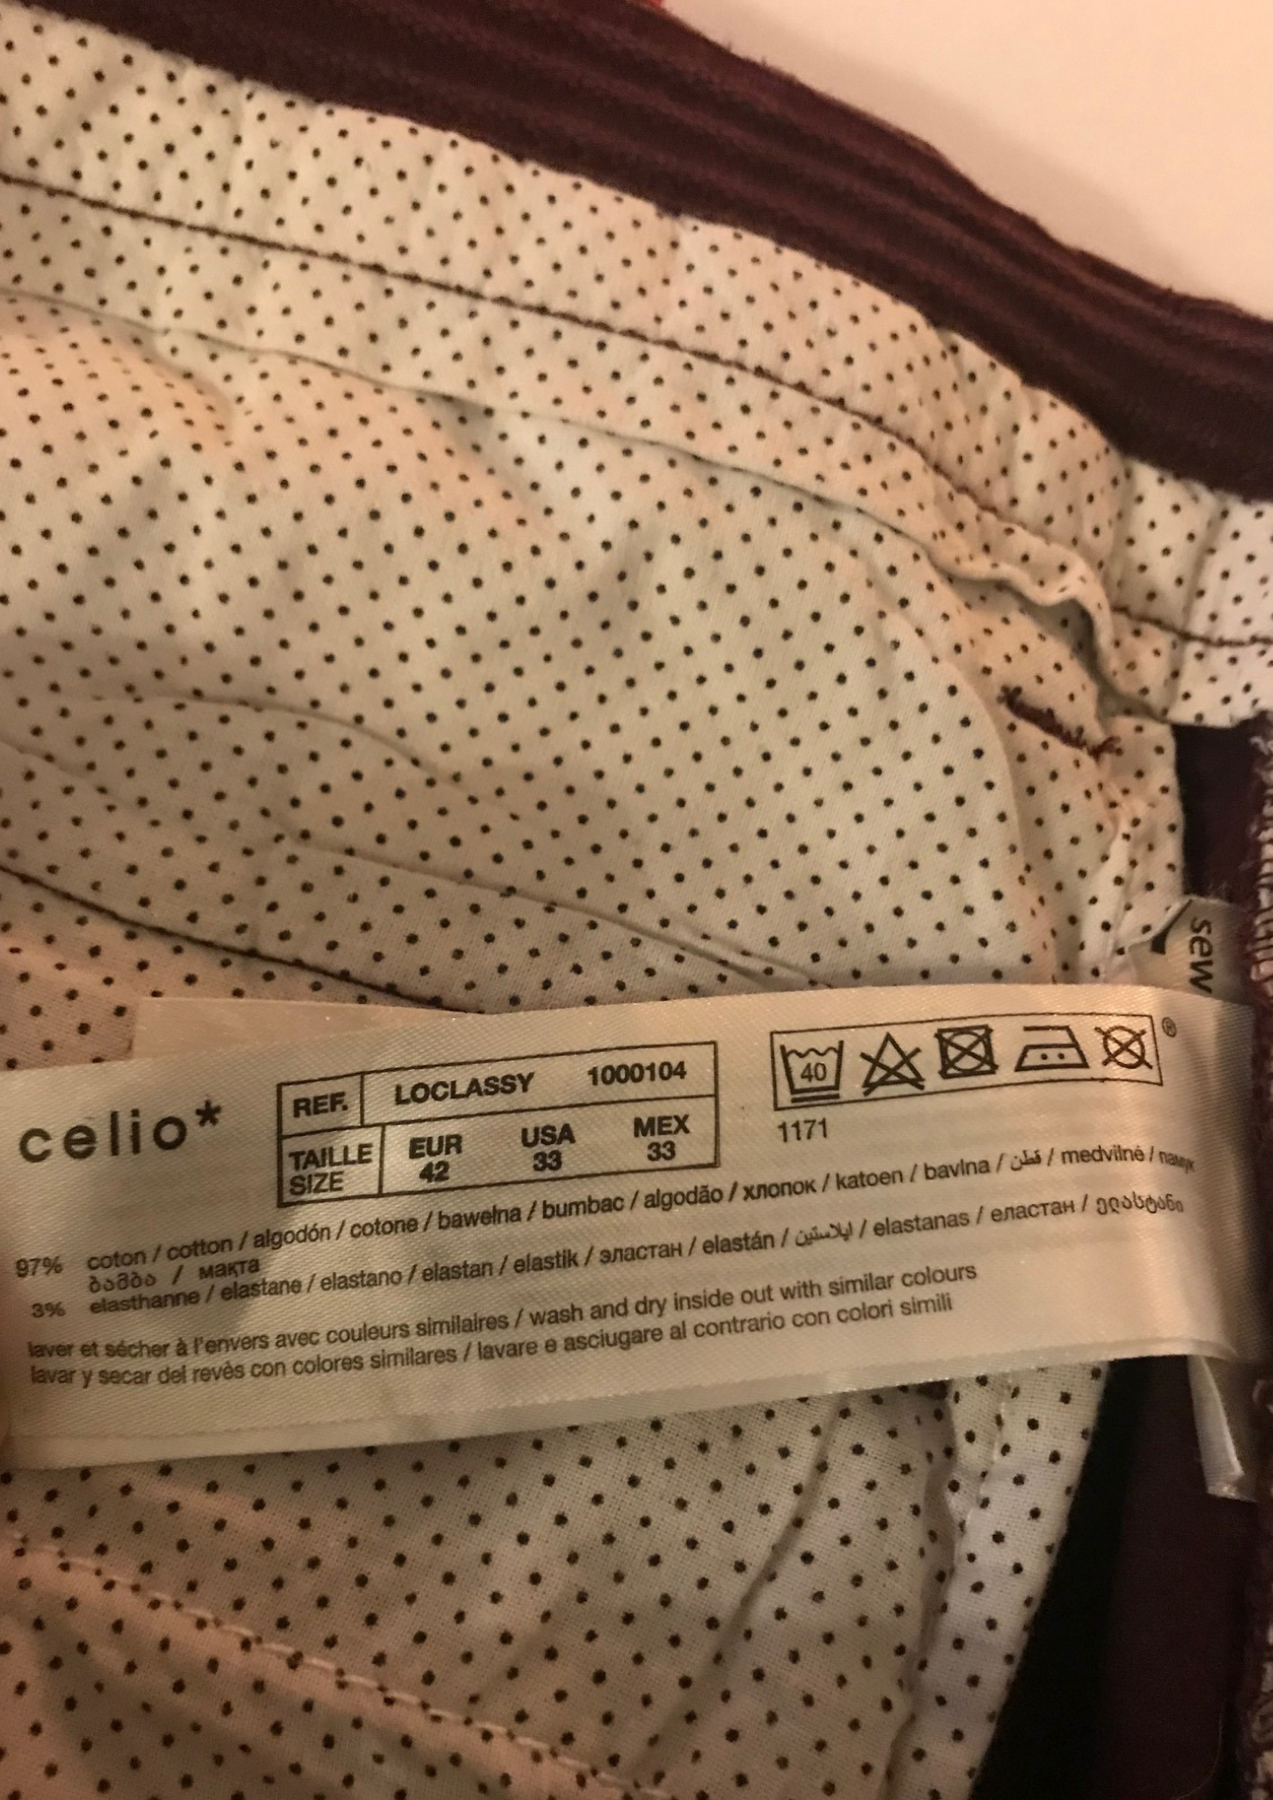 celio*
REF. LOCLASSY 1000104
TAILLE SIZE EUR 42 USA 33 MEX 33
40
®
1171
97% coton / cotton / algodón / cotone / bawełna / bumbac / algodão / хлопок / katoen / bavlna / قطن / medvilnė / памук
ბამბა / мақта
3% elasthanne / elastane / elastano / elastan / elastik / эластан / elastán / ایلاستین / elastanas / еластан / ელასტანი
laver et sécher à l'envers avec couleurs similaires / wash and dry inside out with similar colours
lavar y secar del revès con colores similares / lavare e asciugare al contrario con colori simili
sew